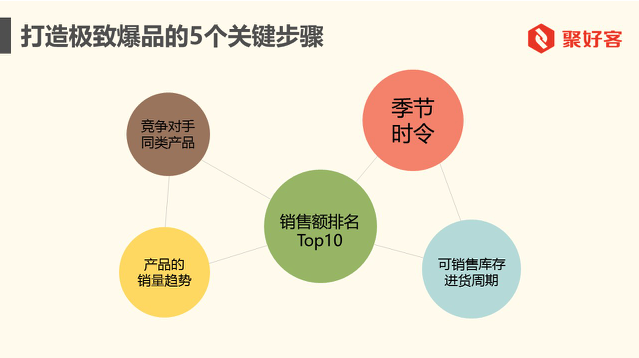 打造极致爆品的5个关键步骤
聚好客
竞争对手
同类产品
季节
时令
销售额排名
Top10
产品的
销量趋势
可销售库存
进货周期